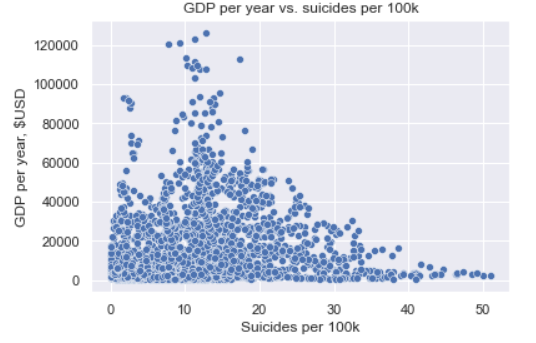 GDP per year vs. suicides per 100k
120000
100000
80000
60000
40000
20000
0
GDP per year, $USD
0 10 20 30 40 50
Suicides per 100k